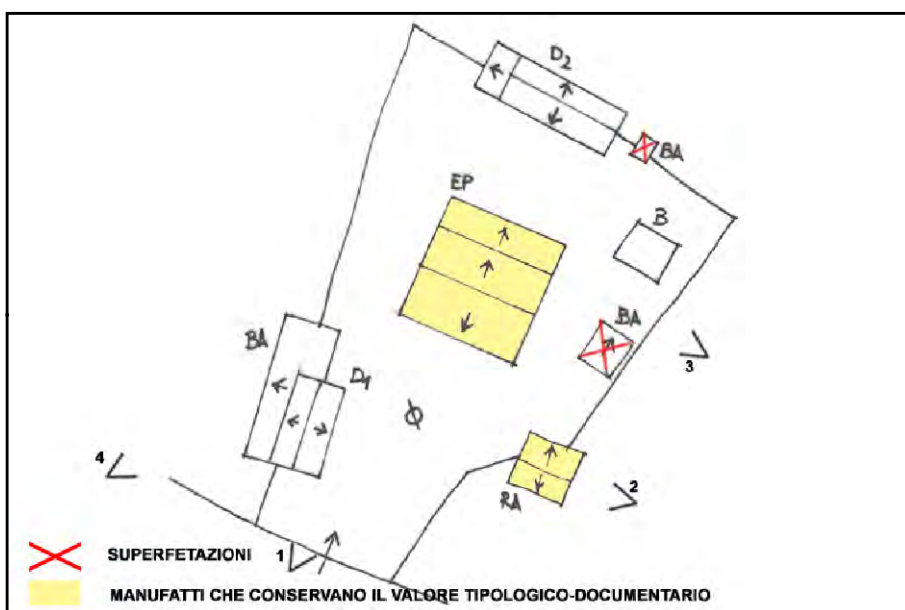 D2
BA
EP
B
BA
BA
D1
3
4
2
RA
SUPERFETAZIONI
1
MANUFATTI CHE CONSERVANO IL VALORE TIPOLOGICO-DOCUMENTARIO